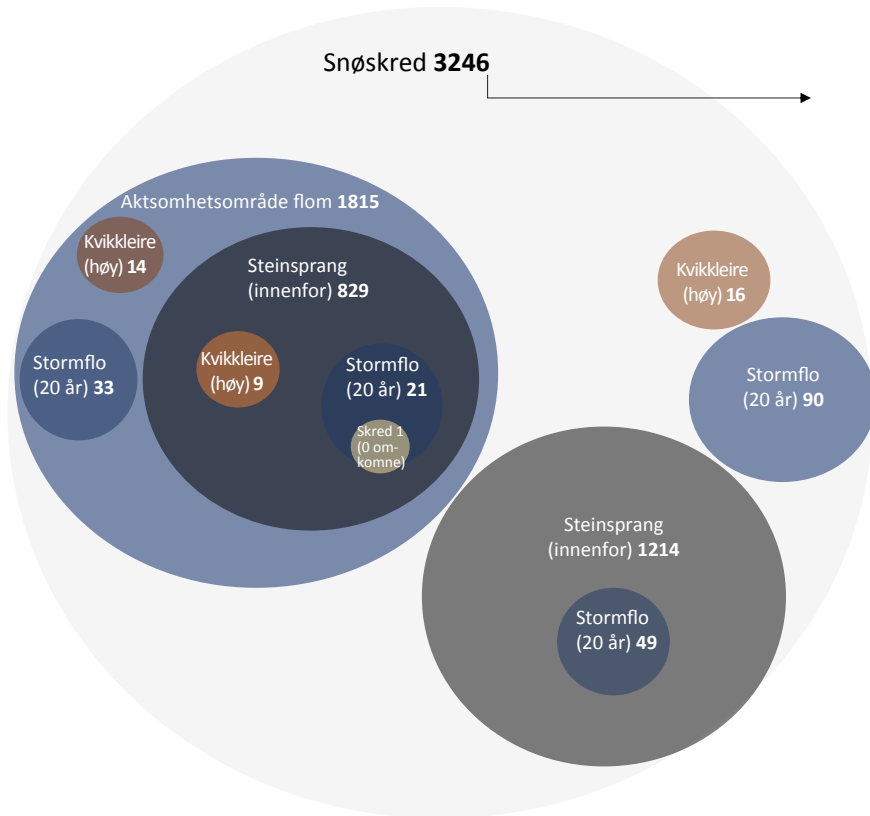 Snøskred 3246
Aktsomhetsområde flom 1815
Kvikkleire
(høy) 14
Steinsprang
(innenfor) 829
Stormflo
(20 år) 33
Kvikkleire
(høy) 9
Stormflo
(20 år) 21
Skred 1
(0 om-
komne)
Kvikkleire
(høy) 16
Stormflo
(20 år) 90
Steinsprang
(innenfor) 1214
Stormflo
(20 år) 49